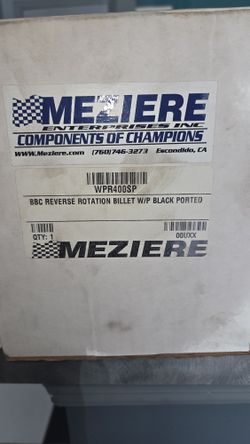 MEZIERE
ENTERPRISES INC
COMPONENTS OF CHAMPIONS
www.Meziere.com (760)746-3273 Escondido, CA
WPR400SP
BBC REVERSE ROTATION BILLET W/P BLACK PORTED
QTY: 1 00UXX
MEZIERE